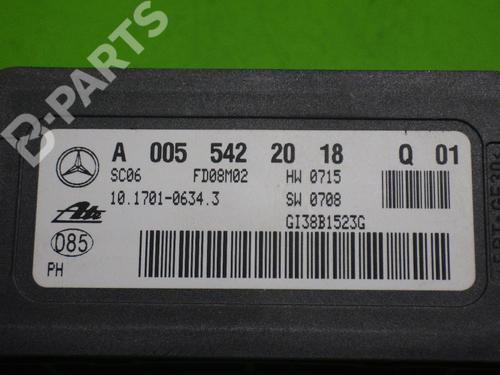 B-PARTS
A 005 542 20 18 Q 01
SC06 FD08M02 HW 0715
10.1701-0634.3 SW 0708
Ate GI38B1523G
D85
PH